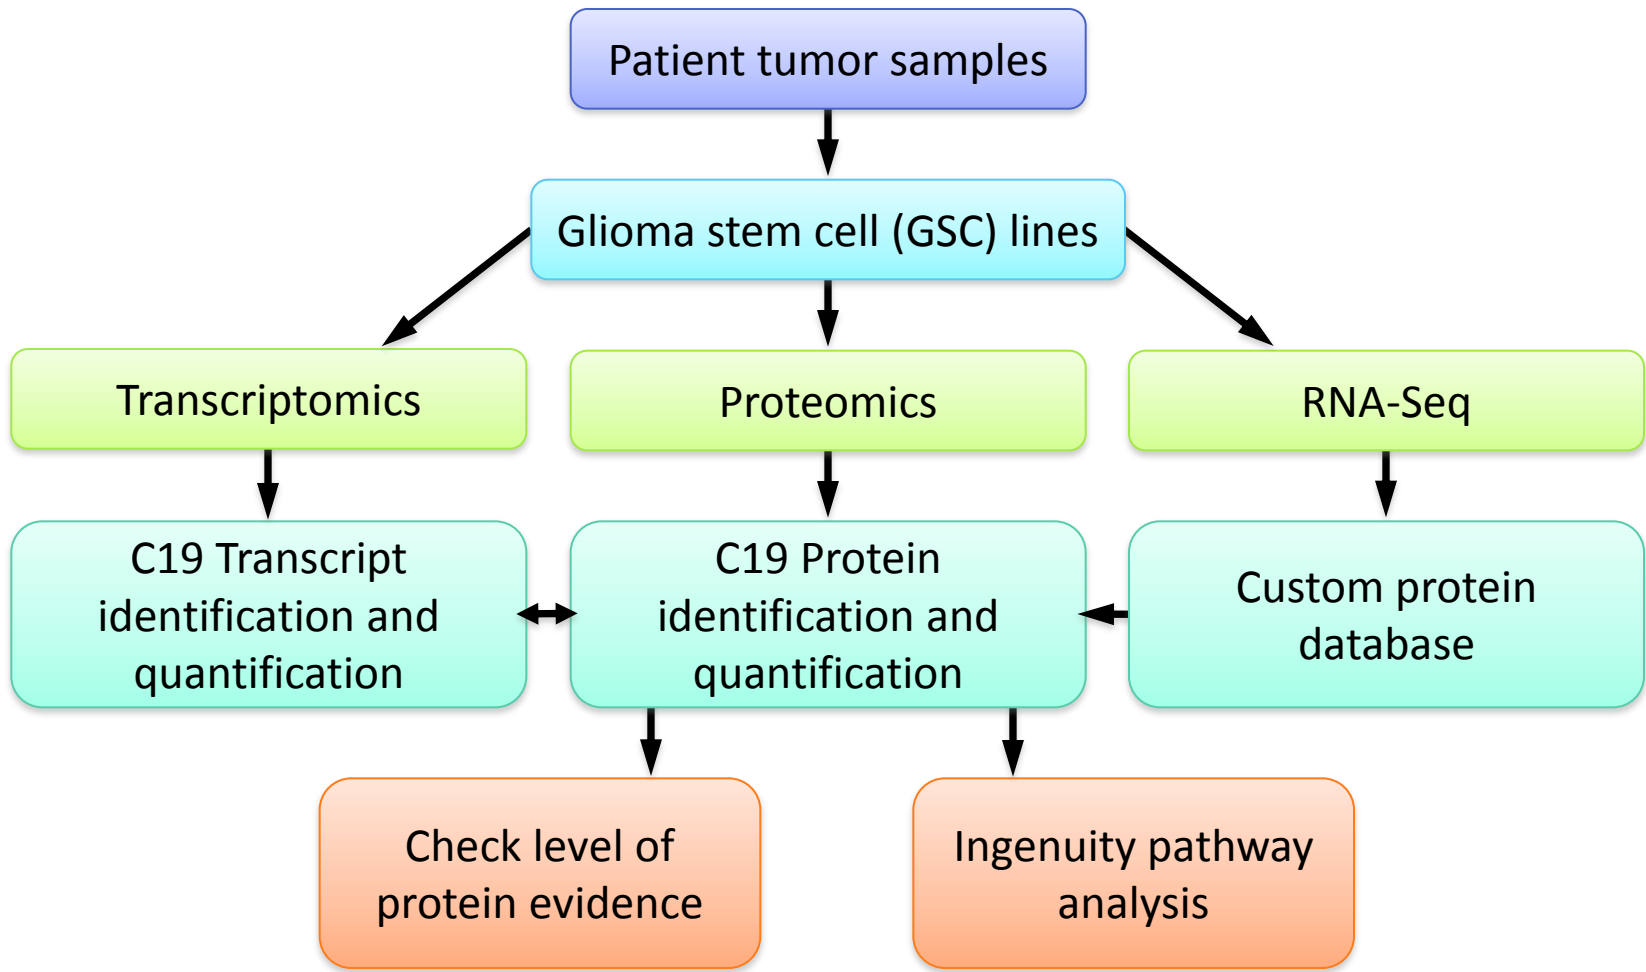 Patient tumor samples
Glioma stem cell (GSC) lines
Transcriptomics
Proteomics
RNA-Seq
C19 Transcript
identification and
quantification
C19 Protein
identification and
quantification
Custom protein
database
Check level of
protein evidence
Ingenuity pathway
analysis